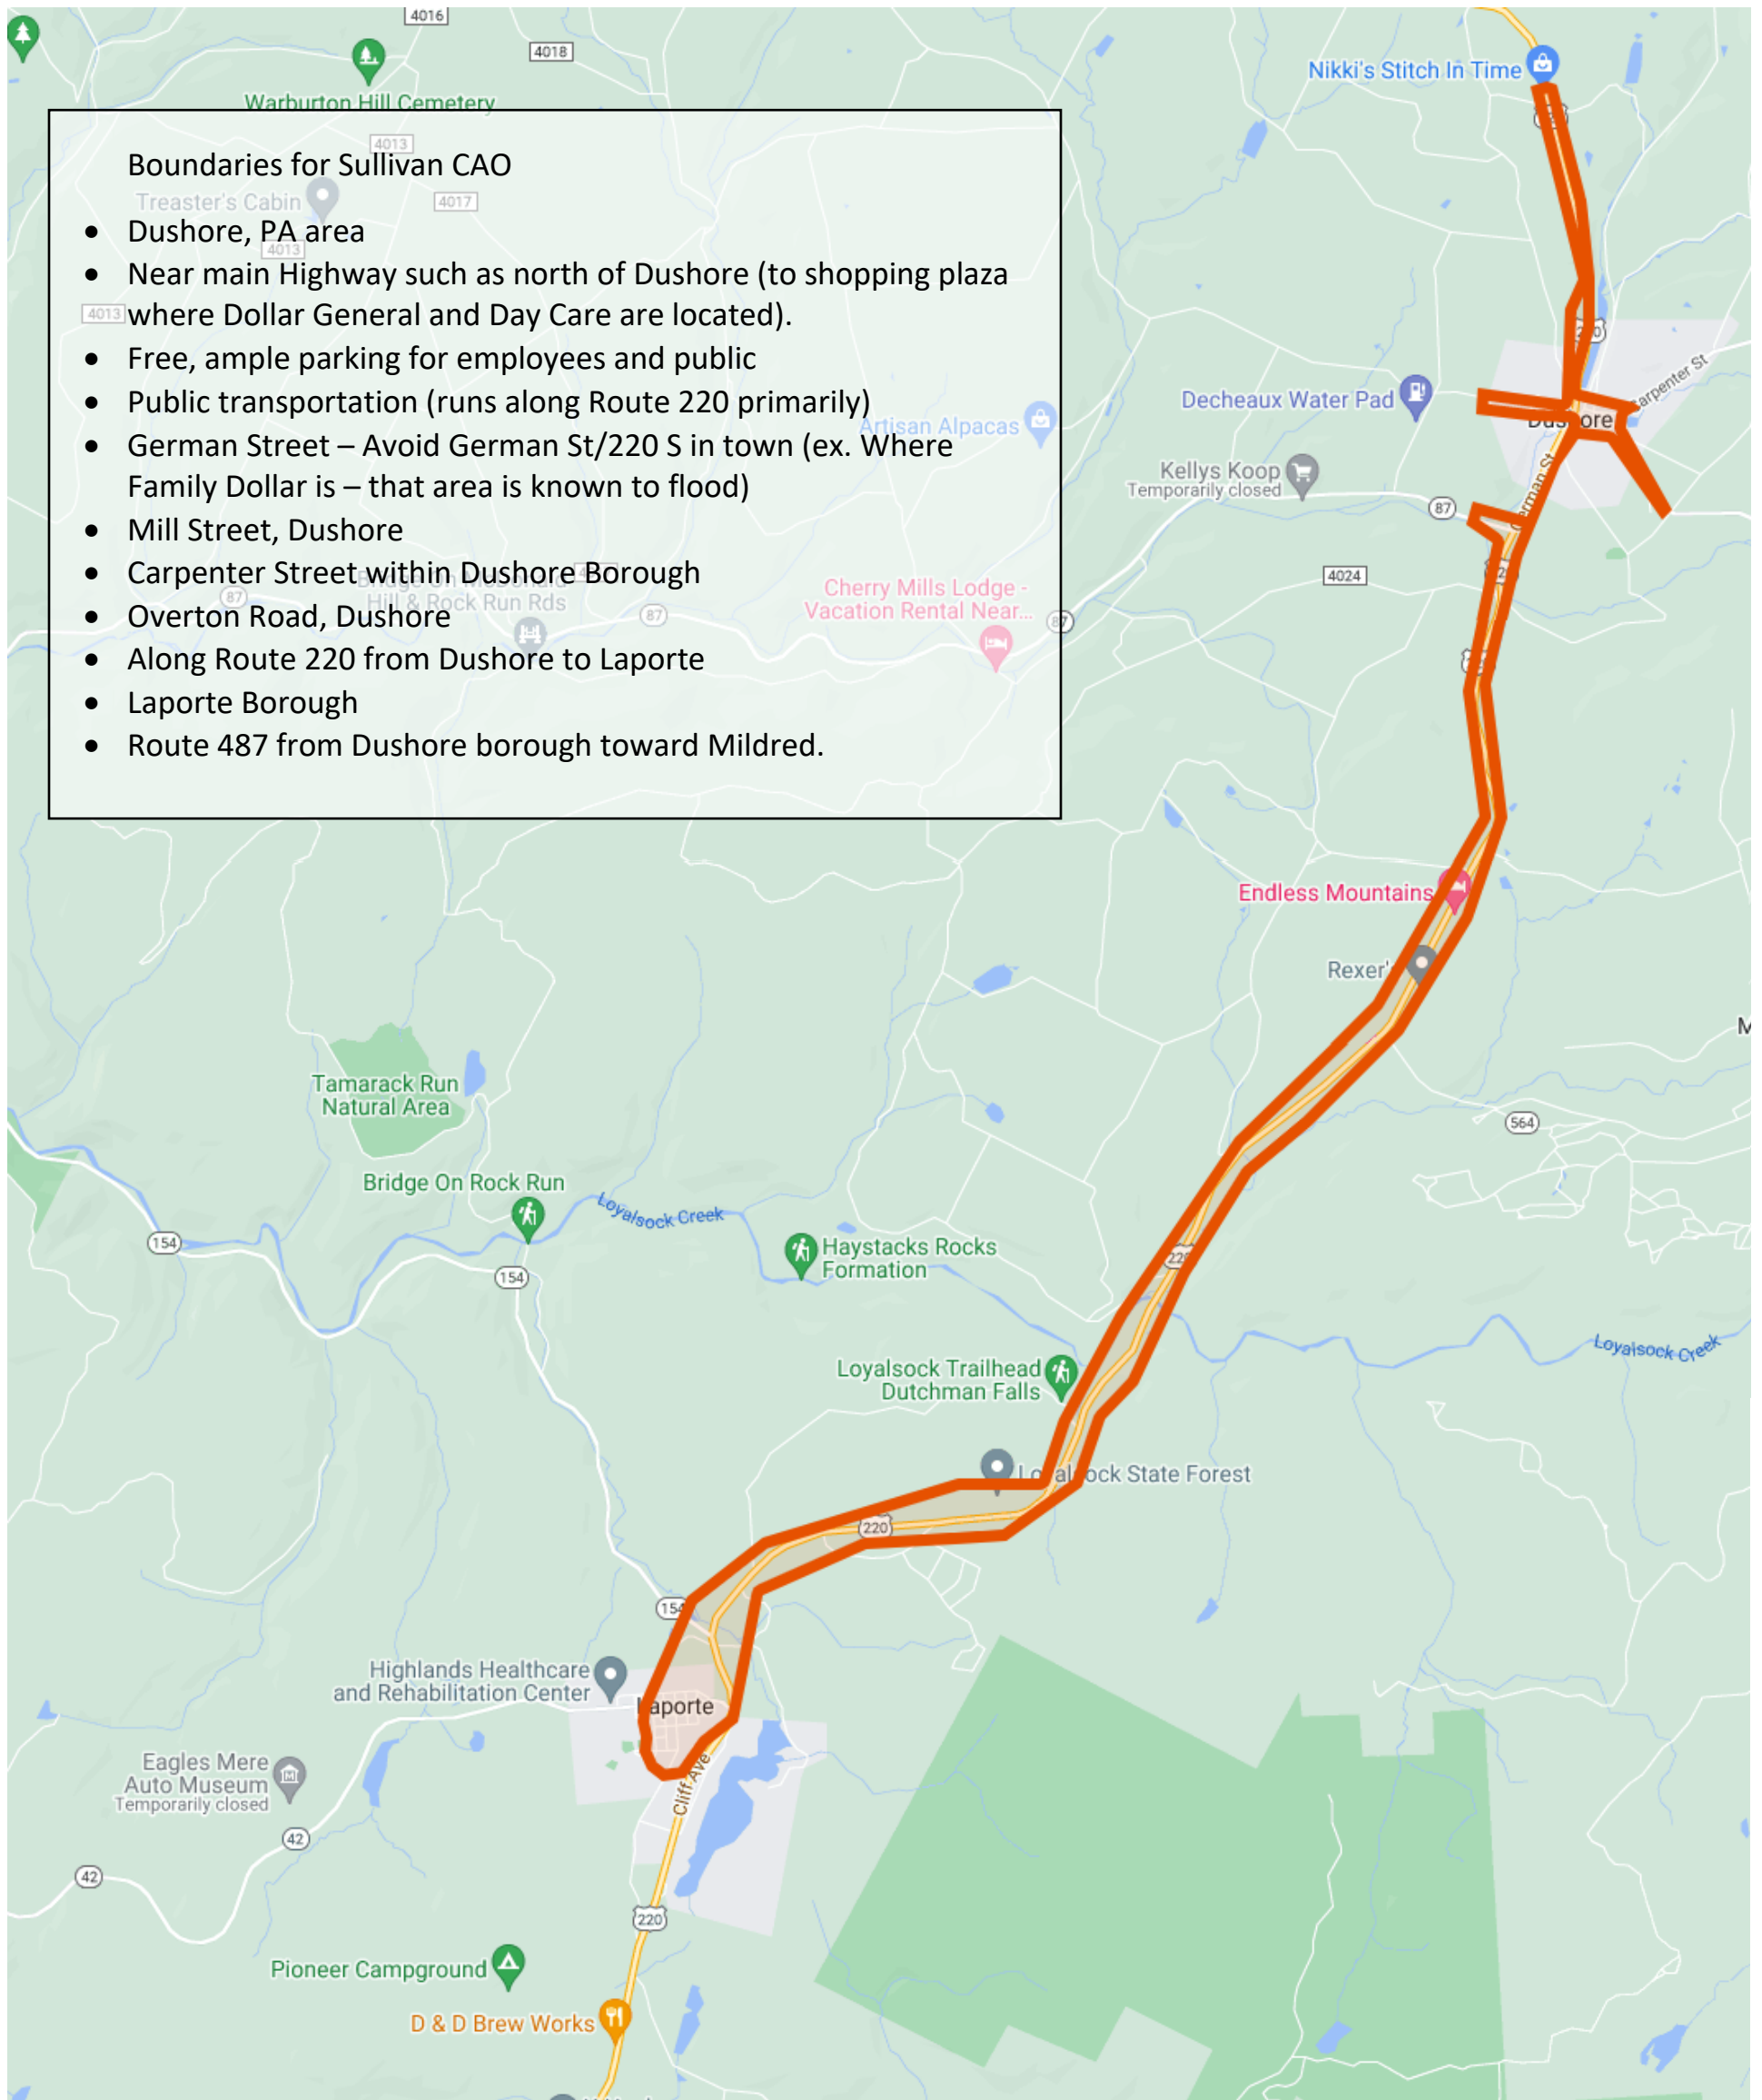 4016
4018
Nikki's Stitch In Time
Warburton Hill Cemetery
4013
Boundaries for Sullivan CAO
Treaster's Cabin
4017
• Dushore, PA area
4013
• Near main Highway such as north of Dushore (to shopping plaza
4013
where Dollar General and Day Care are located).
• Free, ample parking for employees and public
• Public transportation (runs along Route 220 primarily)
Artisan Alpacas
• German Street – Avoid German St/220 S in town (ex. Where
Family Dollar is – that area is known to flood)
• Mill Street, Dushore
• Carpenter Street within Dushore Borough
• Overton Road, Dushore
• Along Route 220 from Dushore to Laporte
• Laporte Borough
• Route 487 from Dushore borough toward Mildred.
Hill & Rock Run Rds
87
87
Cherry Mills Lodge -
Vacation Rental Near...
87
Carpenter St
Decheaux Water Pad
Dushore
Kellys Koop
Temporarily closed
87
German St
4024
Endless Mountains
Rexer's
M
Tamarack Run
Natural Area
564
Bridge On Rock Run
Loyalsock Creek
154
154
Haystacks Rocks
Formation
220
Loyalsock Creek
Loyalsock Trailhead
Dutchman Falls
Loyalsock State Forest
220
154
Highlands Healthcare
and Rehabilitation Center
Laporte
Eagles Mere
Auto Museum
Temporarily closed
Cliff Ave
42
42
220
Pioneer Campground
D & D Brew Works